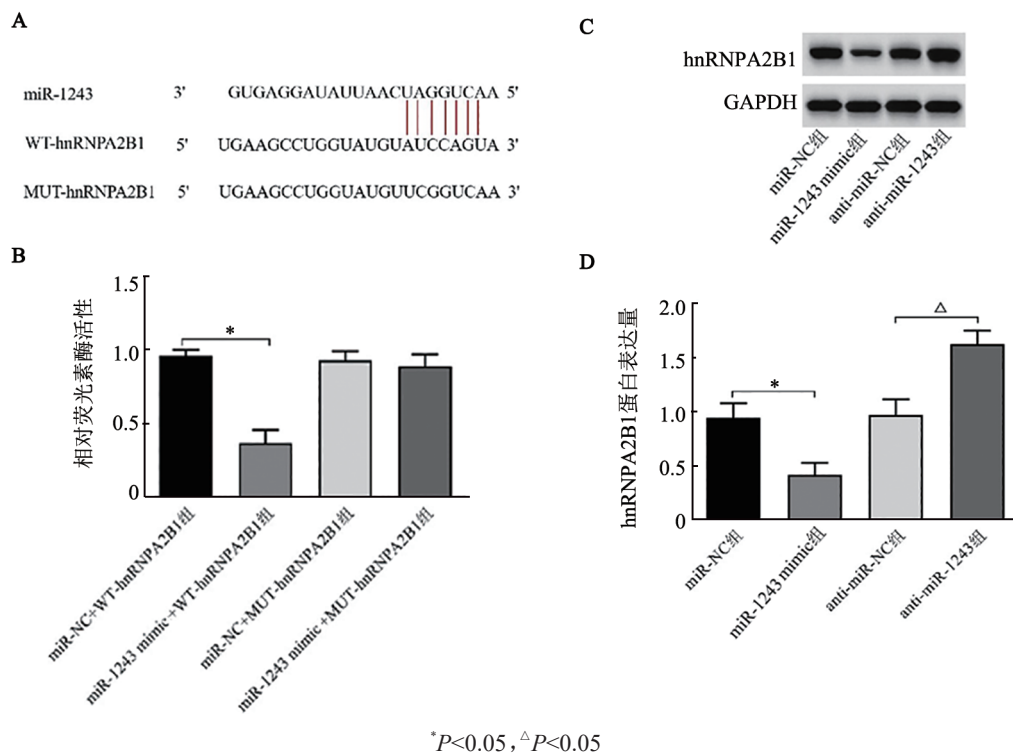 A
miR-1243 3' GUGAGGAUAUUAACUAGGUCAA 5'
WT-hnRNPA2B1 5' UGAAGCCUGGUAUGUAUCCAGUA 3'
MUT-hnRNPA2B1 5' UGAAGCCUGGUAUGUUCGGUCAA 3'
B
相对荧光素酶活性
1.5
1.0
0.5
0
*
miR-NC+WT-hnRNPA2B1组
miR-1243 mimic+WT-hnRNPA2B1组
miR-NC+MUT-hnRNPA2B1组
miR-1243 mimic+MUT-hnRNPA2B1组
C
hnRNPA2B1
GAPDH
miR-NC组
miR-1243 mimic组
anti-miR-NC组
anti-miR-1243组
D
hnRNPA2B1蛋白表达量
2.0
1.5
1.0
0.5
0
*
△
miR-NC组
miR-1243 mimic组
anti-miR-NC组
anti-miR-1243组
*P<0.05，△P<0.05